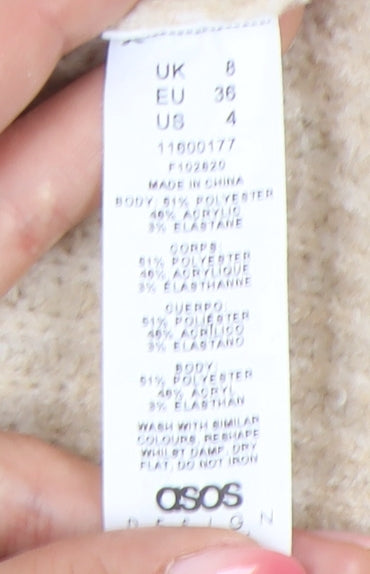 UK 8
EU 36
US 4
11600177
F102620
MADE IN CHINA
BODY: 51% POLYESTER
46% ACRYLIC
3% ELASTANE
CORPS:
51% POLYESTER
46% ACRYLIQUE
3% ÉLASTHANNE
CUERPO:
51% POLIÉSTER
46% ACRÍLICO
3% ELASTANO
BODY:
51% POLYESTER
46% ACRYL
3% ELASTHAN
WASH WITH SIMILAR
COLOURS, RESHAPE
WHILST DAMP, DRY
FLAT, DO NOT IRON
asos
DESIGN